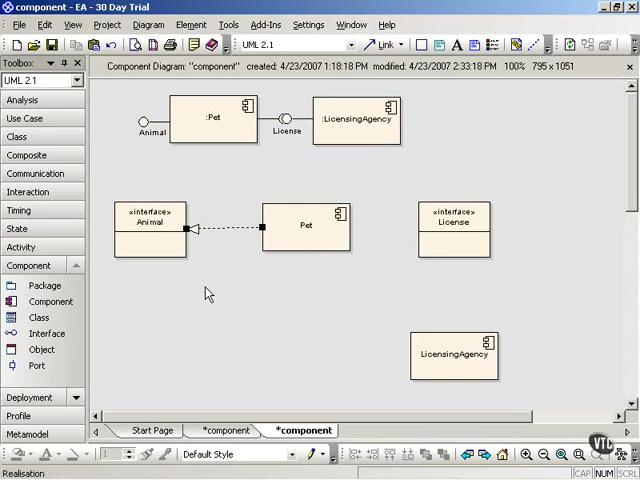 component - EA - 30 Day Trial
File Edit View Project Diagram Element Tools Add-Ins Settings Window Help
UML 2.1 Link
Toolbox
Component Diagram: "component" created: 4/23/2007 1:18:18 PM modified: 4/23/2007 2:33:18 PM 100% 795 x 1051
UML 2.1
Analysis
Use Case
Class
Composite
Communication
Interaction
Timing
State
Activity
Component
Package
Component
Class
Interface
Object
Port
Deployment
Profile
Metamodel
:Pet
:LicensingAgency
Animal
License
«interface»
Animal
Pet
«interface»
License
LicensingAgency
Start Page *component *component
VTC
1 Default Style
Realisation CAP NUM SCRL